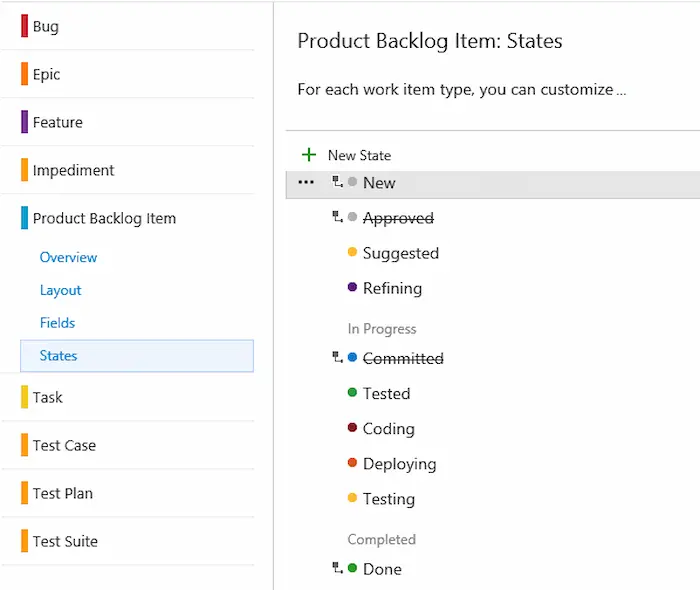 Bug
Epic
Feature
Impediment
Product Backlog Item
Overview
Layout
Fields
States
Task
Test Case
Test Plan
Test Suite
Product Backlog Item: States
For each work item type, you can customize ...
New State
New
Approved
Suggested
Refining
In Progress
Committed
Tested
Coding
Deploying
Testing
Completed
Done